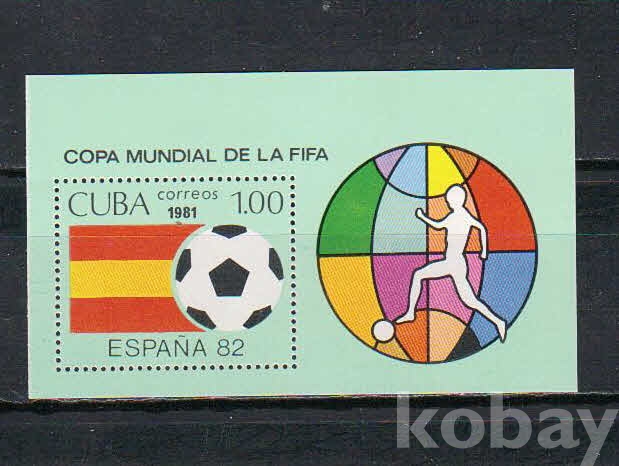 COPA MUNDIAL DE LA FIFA
CUBA correos 1.00
1981
ESPAÑA 82
kobay